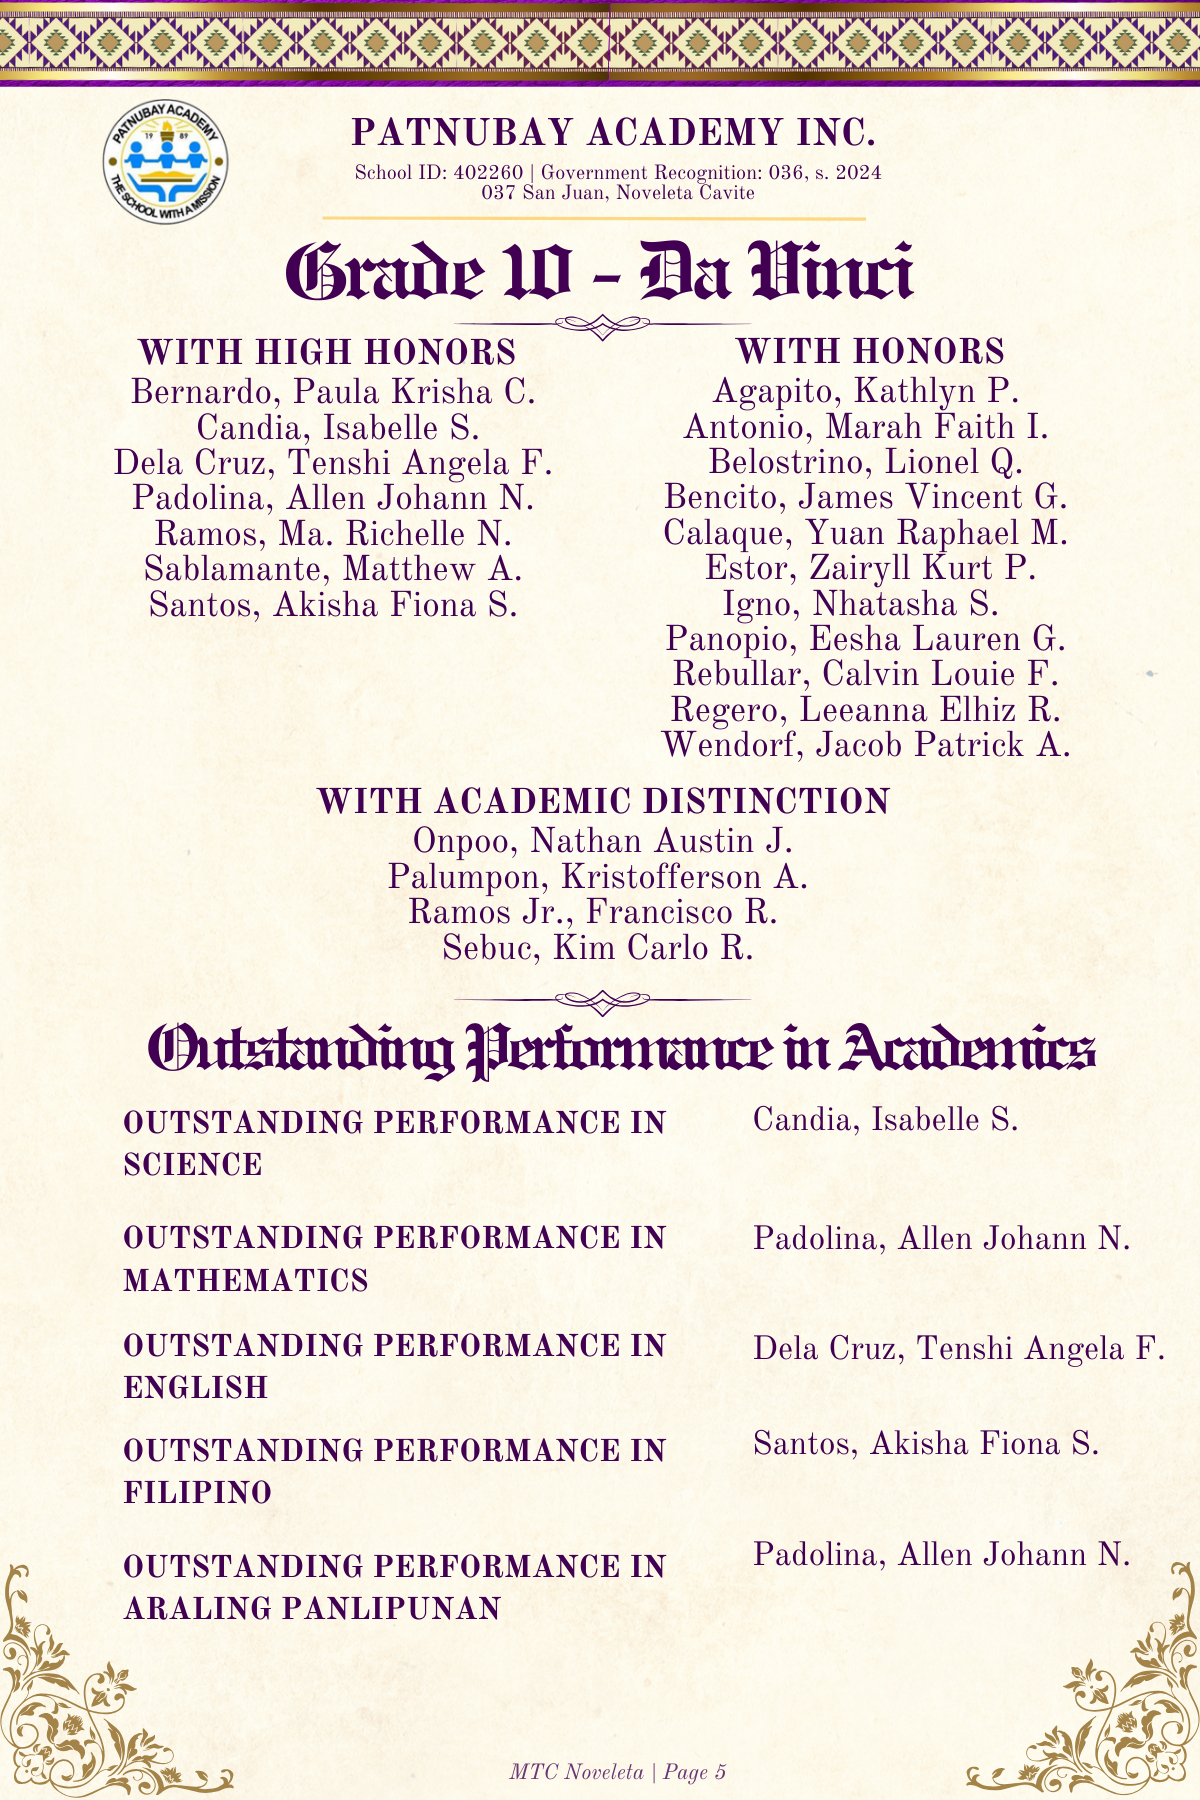 PATNUBAY ACADEMY
19 89
THE SCHOOL WITH A MISSION
PATNUBAY ACADEMY INC.
School ID: 402260 | Government Recognition: 036, s. 2024
037 San Juan, Noveleta Cavite
Grade 10 - Da Vinci
WITH HIGH HONORS
Bernardo, Paula Krisha C.
Candia, Isabelle S.
Dela Cruz, Tenshi Angela F.
Padolina, Allen Johann N.
Ramos, Ma. Richelle N.
Sablamante, Matthew A.
Santos, Akisha Fiona S.
WITH HONORS
Agapito, Kathlyn P.
Antonio, Marah Faith I.
Belostrino, Lionel Q.
Bencito, James Vincent G.
Calaque, Yuan Raphael M.
Estor, Zairyll Kurt P.
Igno, Nhatasha S.
Panopio, Eesha Lauren G.
Rebullar, Calvin Louie F.
Regero, Leeanna Elhiz R.
Wendorf, Jacob Patrick A.
WITH ACADEMIC DISTINCTION
Onpoo, Nathan Austin J.
Palumpon, Kristofferson A.
Ramos Jr., Francisco R.
Sebuc, Kim Carlo R.
Outstanding Performance in Academics
OUTSTANDING PERFORMANCE IN
SCIENCE
Candia, Isabelle S.
OUTSTANDING PERFORMANCE IN
MATHEMATICS
Padolina, Allen Johann N.
OUTSTANDING PERFORMANCE IN
ENGLISH
Dela Cruz, Tenshi Angela F.
OUTSTANDING PERFORMANCE IN
FILIPINO
Santos, Akisha Fiona S.
OUTSTANDING PERFORMANCE IN
ARALING PANLIPUNAN
Padolina, Allen Johann N.
MTC Noveleta | Page 5